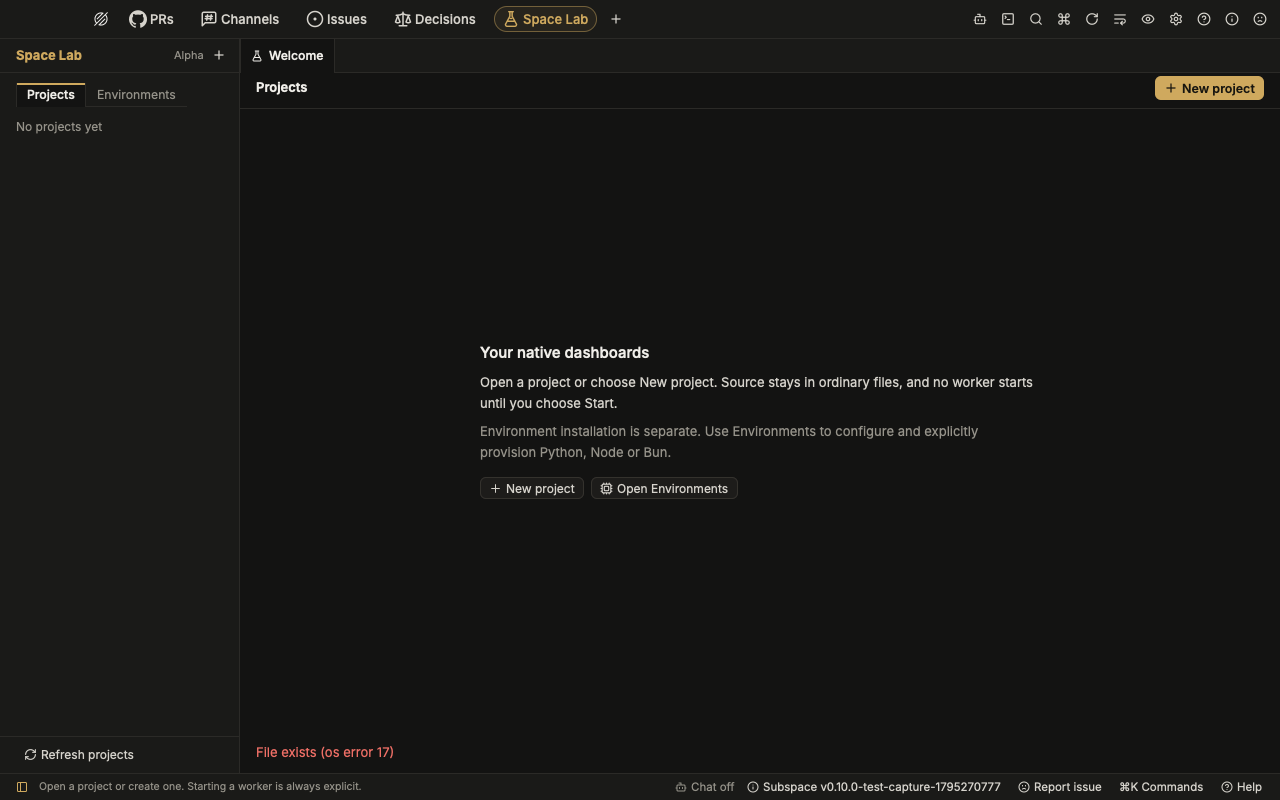 PRs
Channels
Issues
Decisions
Space Lab
Space Lab
Alpha
Welcome
Projects
Environments
No projects yet
Projects
New project
Your native dashboards
Open a project or choose New project. Source stays in ordinary files, and no worker starts
until you choose Start.
Environment installation is separate. Use Environments to configure and explicitly
provision Python, Node or Bun.
New project
Open Environments
File exists (os error 17)
Refresh projects
Open a project or create one. Starting a worker is always explicit.
Chat off
Subspace v0.10.0-test-capture-1795270777
Report issue
⌘K Commands
Help